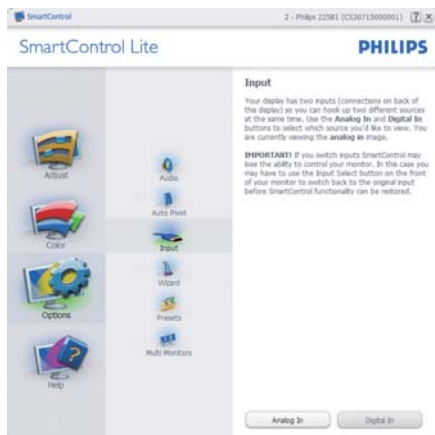 SmartControl
2 - Philips 225B1 (CS30715000001)
SmartControl Lite
PHILIPS
Adjust
Color
Options
Help
Audio
Auto Pivot
Input
Wizard
Presets
Multi Monitors
Input
Your display has two inputs (connections on back of
this display) so you can hook up two different sources
at the same time. Use the Analog In and Digital In
buttons to select which source you'd like to view. You
are currently viewing the analog in image.
IMPORTANT! If you switch inputs SmartControl may
lose the ability to control your monitor. In this case you
may have to use the Input Select button on the front
of your monitor to switch back to the original input
before SmartControl functionality can be restored.
Analog In
Digital In